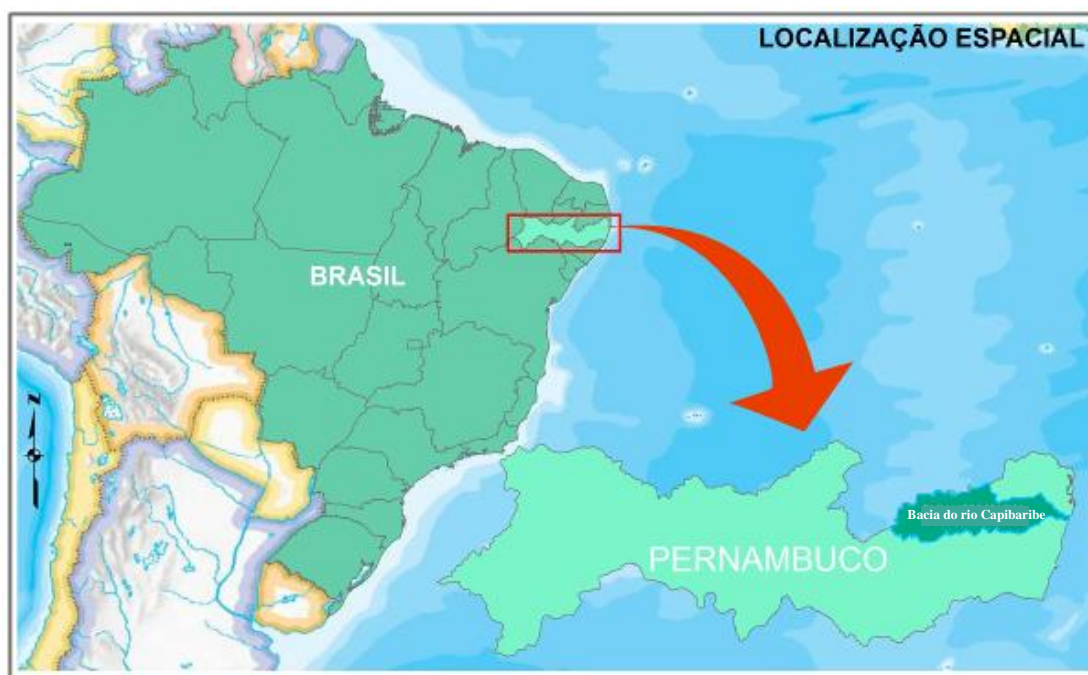 LOCALIZAÇÃO ESPACIAL
BRASIL
N
Bacia do rio Capibaribe
PERNAMBUCO